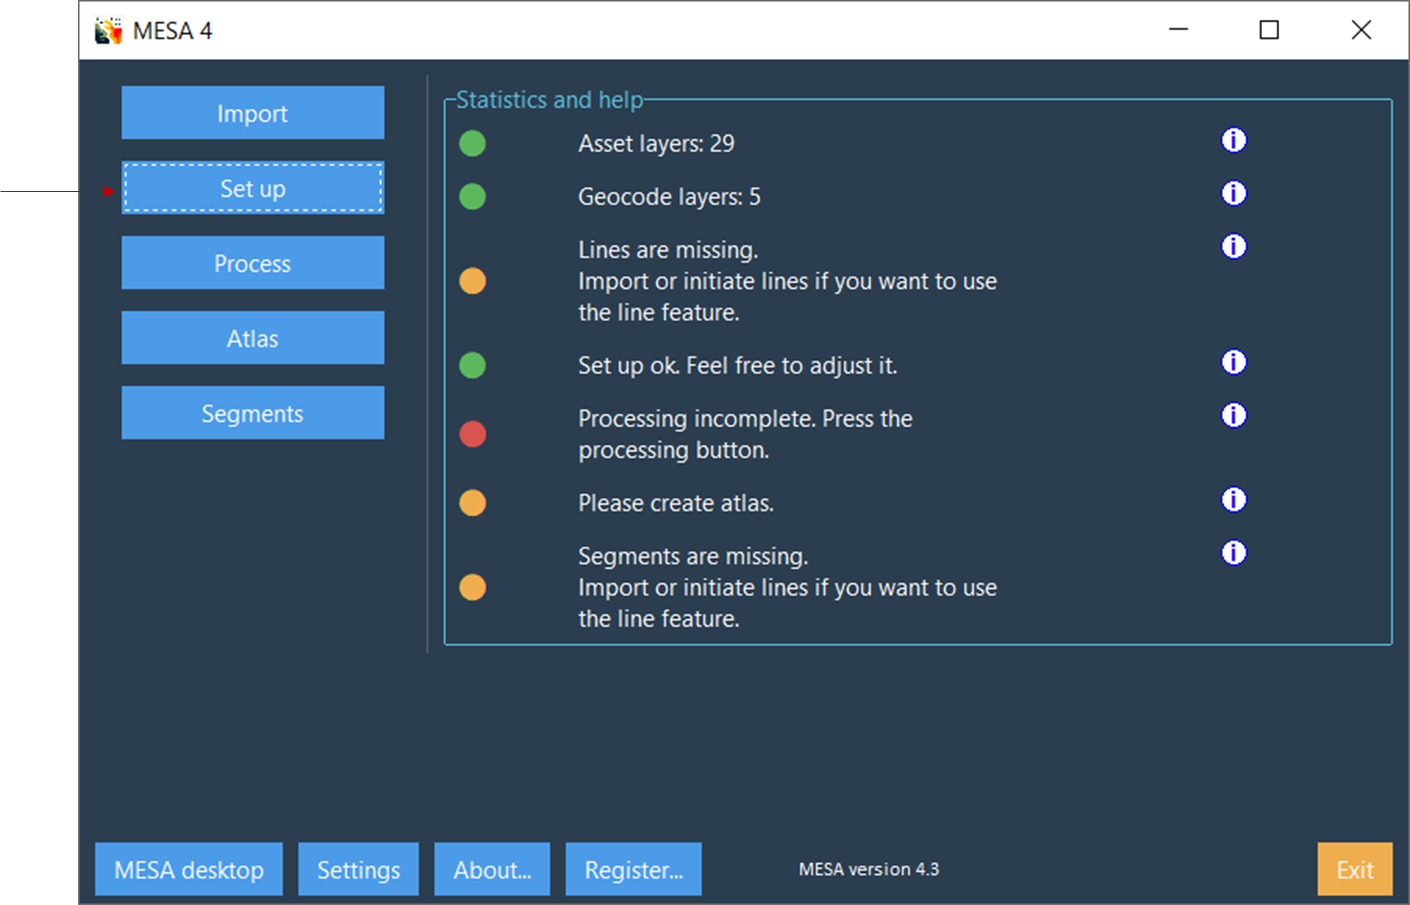 MESA 4
Import
Set up
Process
Atlas
Segments
Statistics and help
Asset layers: 29
Geocode layers: 5
Lines are missing.
Import or initiate lines if you want to use
the line feature.
Set up ok. Feel free to adjust it.
Processing incomplete. Press the
processing button.
Please create atlas.
Segments are missing.
Import or initiate lines if you want to use
the line feature.
MESA desktop
Settings
About...
Register...
MESA version 4.3
Exit